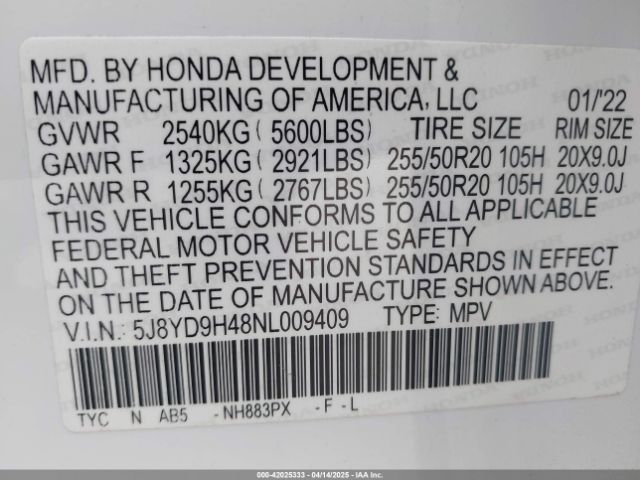 MFD. BY HONDA DEVELOPMENT &
MANUFACTURING OF AMERICA, LLC 01/'22
GVWR 2540KG ( 5600LBS) TIRE SIZE RIM SIZE
GAWR F 1325KG ( 2921LBS) 255/50R20 105H 20X9.0J
GAWR R 1255KG ( 2767LBS) 255/50R20 105H 20X9.0J
THIS VEHICLE CONFORMS TO ALL APPLICABLE
FEDERAL MOTOR VEHICLE SAFETY
AND THEFT PREVENTION STANDARDS IN EFFECT
ON THE DATE OF MANUFACTURE SHOWN ABOVE.
V.I.N.: 5J8YD9H48NL009409 TYPE: MPV
TYC N AB5 -NH883PX - F - L
000-42025333 - 04/14/2025 - IAAI.COM